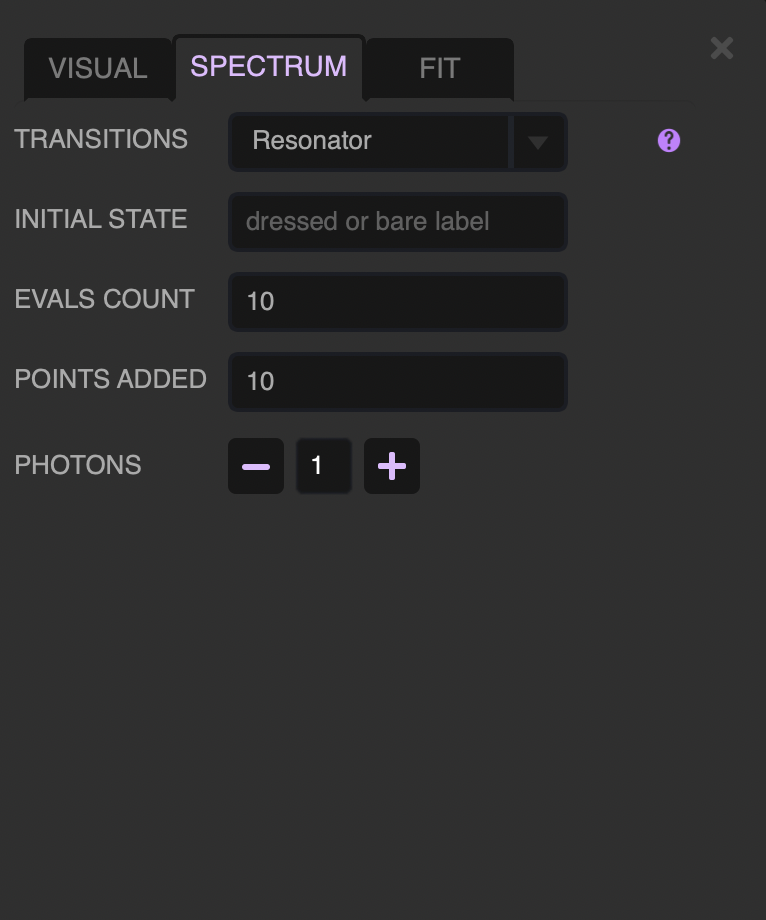 VISUAL SPECTRUM FIT
TRANSITIONS Resonator ?
INITIAL STATE dressed or bare label
EVALS COUNT 10
POINTS ADDED 10
PHOTONS 1